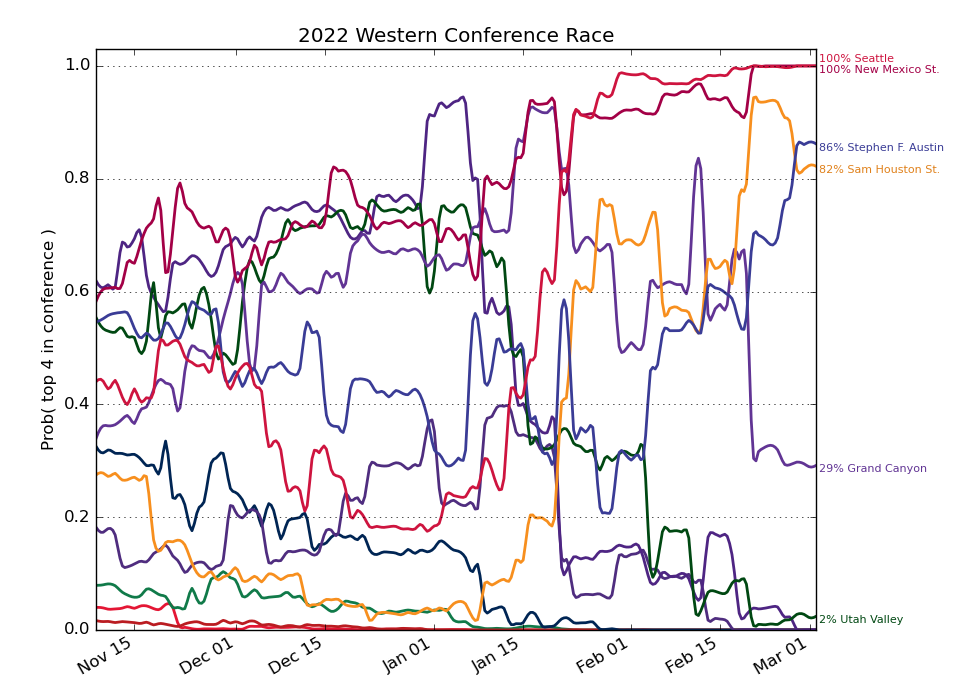 2022 Western Conference Race
Prob( top 4 in conference )
1.0
0.8
0.6
0.4
0.2
0.0
Nov 15
Dec 01
Dec 15
Jan 01
Jan 15
Feb 01
Feb 15
Mar 01
100% Seattle
100% New Mexico St.
86% Stephen F. Austin
82% Sam Houston St.
29% Grand Canyon
2% Utah Valley